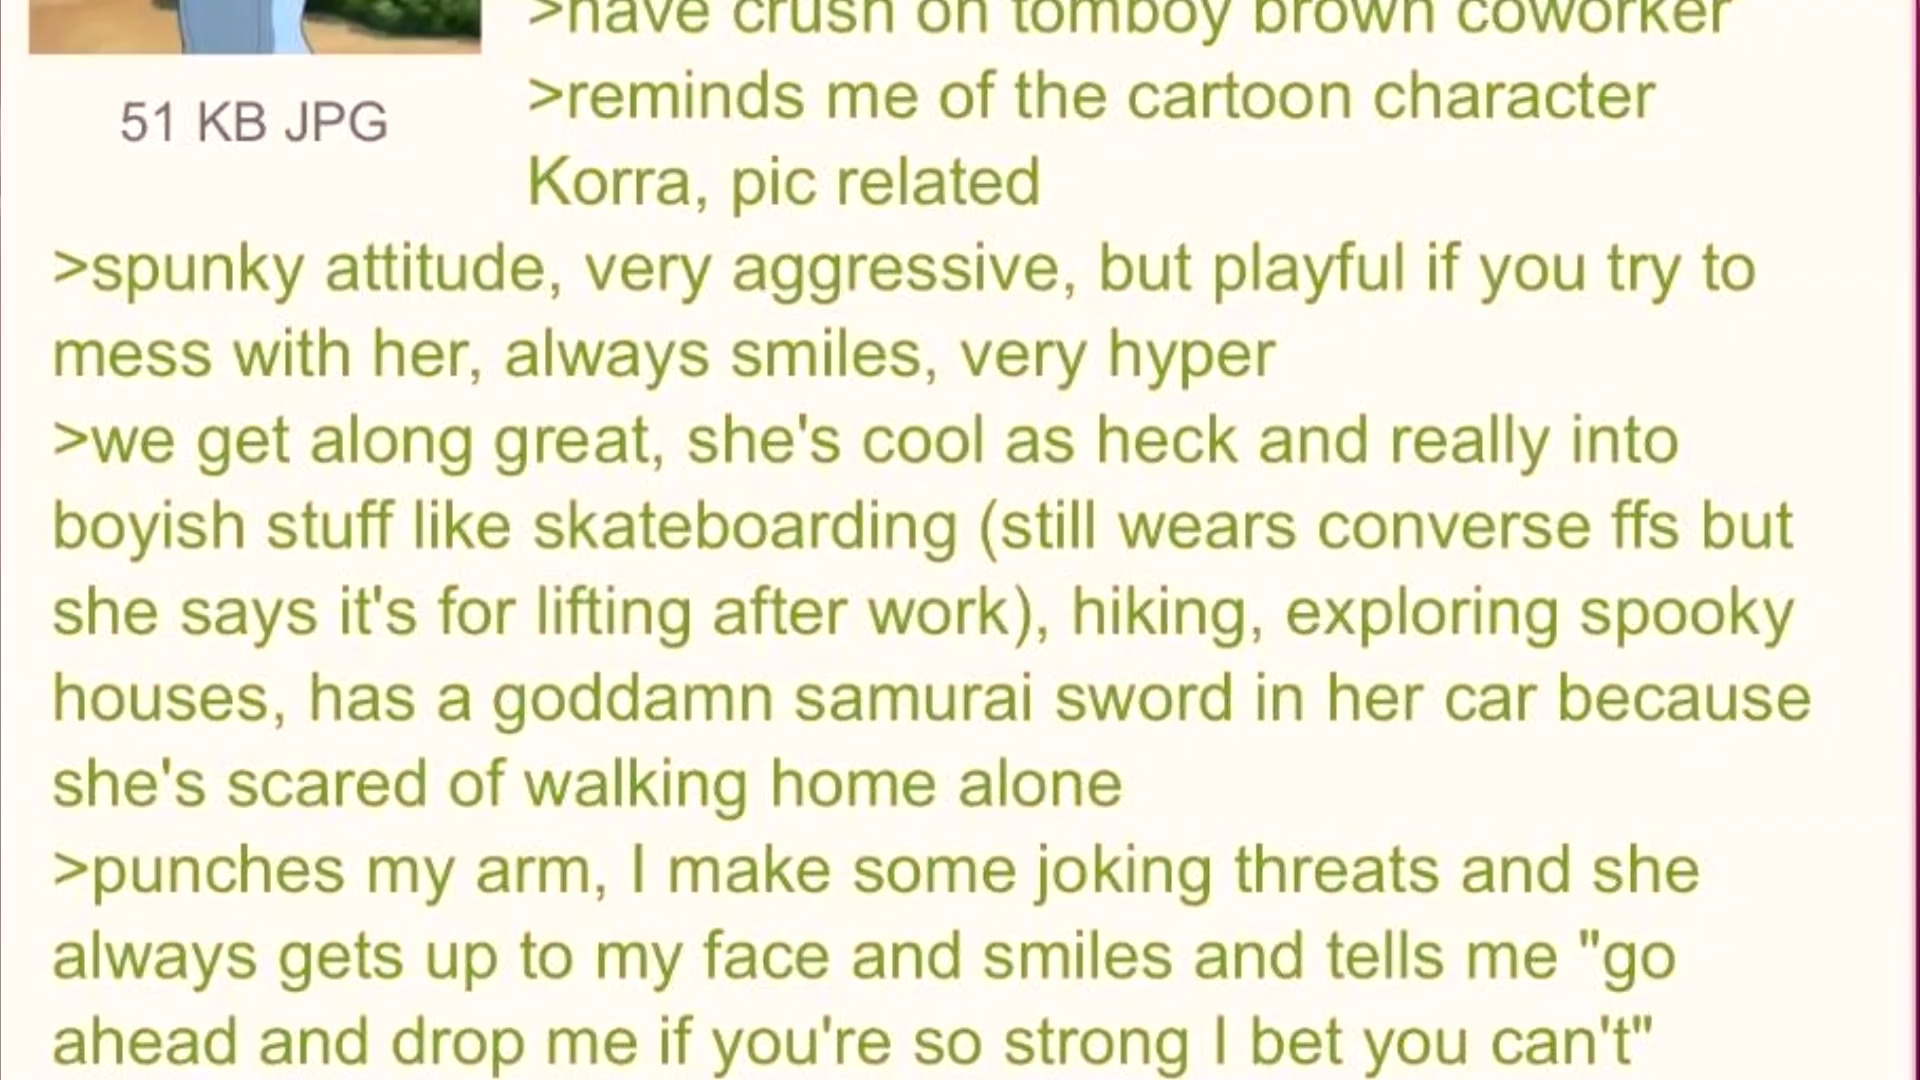 >have crush on tomboy brown coworker
>reminds me of the cartoon character
Korra, pic related
51 KB JPG
>spunky attitude, very aggressive, but playful if you try to
mess with her, always smiles, very hyper
>we get along great, she's cool as heck and really into
boyish stuff like skateboarding (still wears converse ffs but
she says it's for lifting after work), hiking, exploring spooky
houses, has a goddamn samurai sword in her car because
she's scared of walking home alone
>punches my arm, I make some joking threats and she
always gets up to my face and smiles and tells me "go
ahead and drop me if you're so strong I bet you can't"